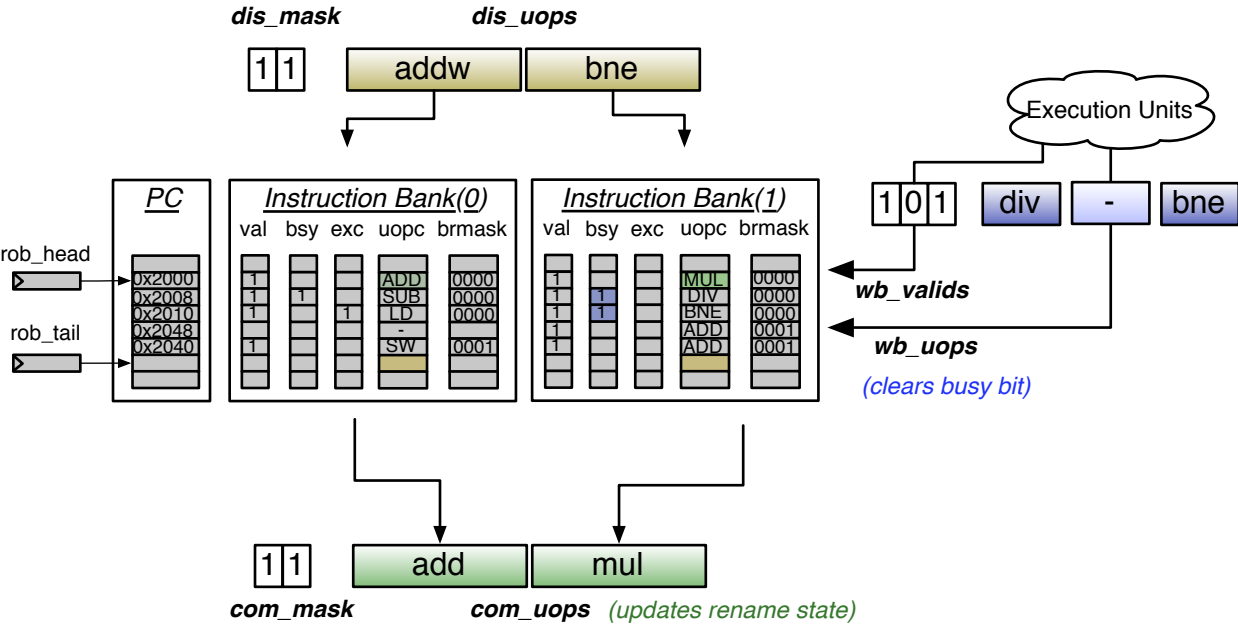 dis_mask dis_uops
1 1 addw bne
Execution Units
PC Instruction Bank(0) Instruction Bank(1)
1 0 1 div - bne
val bsy exc uopc brmask val bsy exc uopc brmask
rob_head
0x2000 1 ADD 0000 1 MUL 0000
0x2008 1 1 SUB 0000 1 1 DIV 0000
wb_valids
0x2010 1 1 LD 0000 1 1 BNE 0000
rob_tail
0x2048 - 1 ADD 0001
0x2040 1 SW 0001 1 ADD 0001
wb_uops
(clears busy bit)
1 1 add mul
com_mask com_uops (updates rename state)